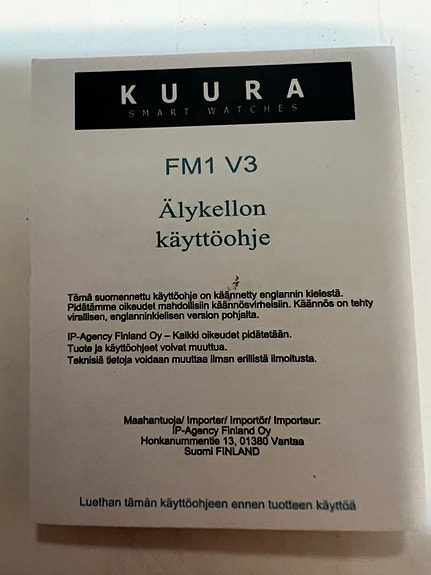 KUURA
SMART WATCHES
FM1 V3
Älykellon
käyttöohje
Tämä suomennettu käyttöohje on käännetty englannin kielestä.
Pidätämme oikeudet mahdollisiin käännösvirheisiin. Käännös on tehty
virallisen, englanninkielisen version pohjalta.
IP-Agency Finland Oy – Kaikki oikeudet pidätetään.
Tuote ja käyttöohjeet voivat muuttua.
Teknisiä tietoja voidaan muuttaa ilman erillistä ilmoitusta.
Maahantuoja/ Importer/ Importör/ Importeur:
IP-Agency Finland Oy
Honkanummentie 13, 01380 Vantaa
Suomi FINLAND
Luethan tämän käyttöohjeen ennen tuotteen käyttöä